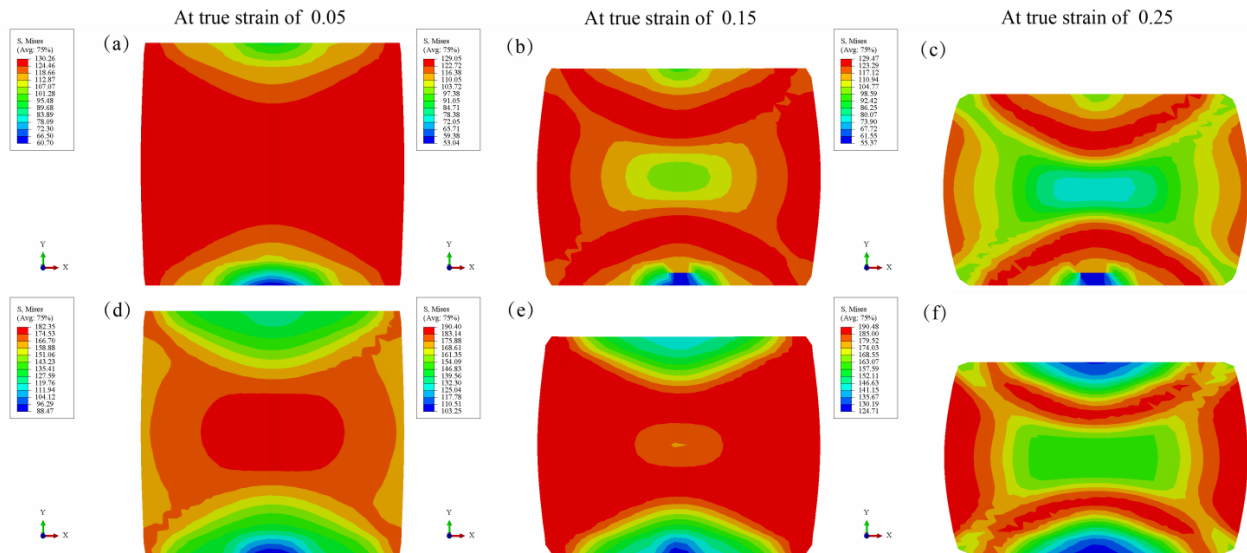 At true strain of 0.05
At true strain of 0.15
At true strain of 0.25
S, Mises
(Avg: 75%)
130.26
124.46
118.66
112.87
107.07
101.28
95.48
89.68
83.89
78.09
72.30
66.50
60.70
(a)
Y
X
S, Mises
(Avg: 75%)
129.05
122.72
116.38
110.05
103.72
97.38
91.05
84.71
78.38
72.05
65.71
59.38
53.04
(b)
Y
X
S, Mises
(Avg: 75%)
129.47
123.29
117.12
110.94
104.77
98.59
92.42
86.25
80.07
73.90
67.72
61.55
55.37
(c)
Y
X
S, Mises
(Avg: 75%)
182.35
174.53
166.70
158.88
151.06
143.23
135.41
127.59
119.76
111.94
104.12
96.29
88.47
(d)
Y
X
S, Mises
(Avg: 75%)
190.40
183.14
175.88
168.61
161.35
154.09
146.83
139.56
132.30
125.04
117.78
110.51
103.25
(e)
Y
X
S, Mises
(Avg: 75%)
190.48
185.00
179.52
174.03
168.55
163.07
157.59
152.11
146.63
141.15
135.67
130.19
124.71
(f)
Y
X